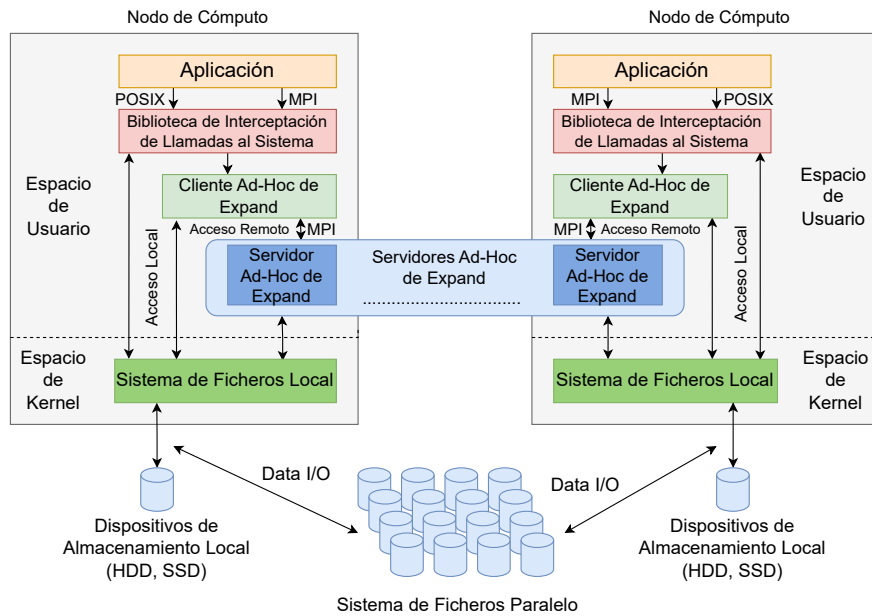 Nodo de Cómputo
Aplicación
POSIX
MPI
Biblioteca de Interceptación
de Llamadas al Sistema
Cliente Ad-Hoc de
Expand
Espacio
de
Usuario
Acceso Local
Acceso Remoto
MPI
Servidor
Ad-Hoc de
Expand
Servidores Ad-Hoc
de Expand
................................
Espacio
de
Kernel
Sistema de Ficheros Local
Nodo de Cómputo
Aplicación
MPI
POSIX
Biblioteca de Interceptación
de Llamadas al Sistema
Cliente Ad-Hoc de
Expand
MPI
Acceso Remoto
Acceso Local
Espacio
de
Usuario
Servidor
Ad-Hoc de
Expand
Sistema de Ficheros Local
Espacio
de
Kernel
Data I/O
Data I/O
Dispositivos de
Almacenamiento Local
(HDD, SSD)
Dispositivos de
Almacenamiento Local
(HDD, SSD)
Sistema de Ficheros Paralelo